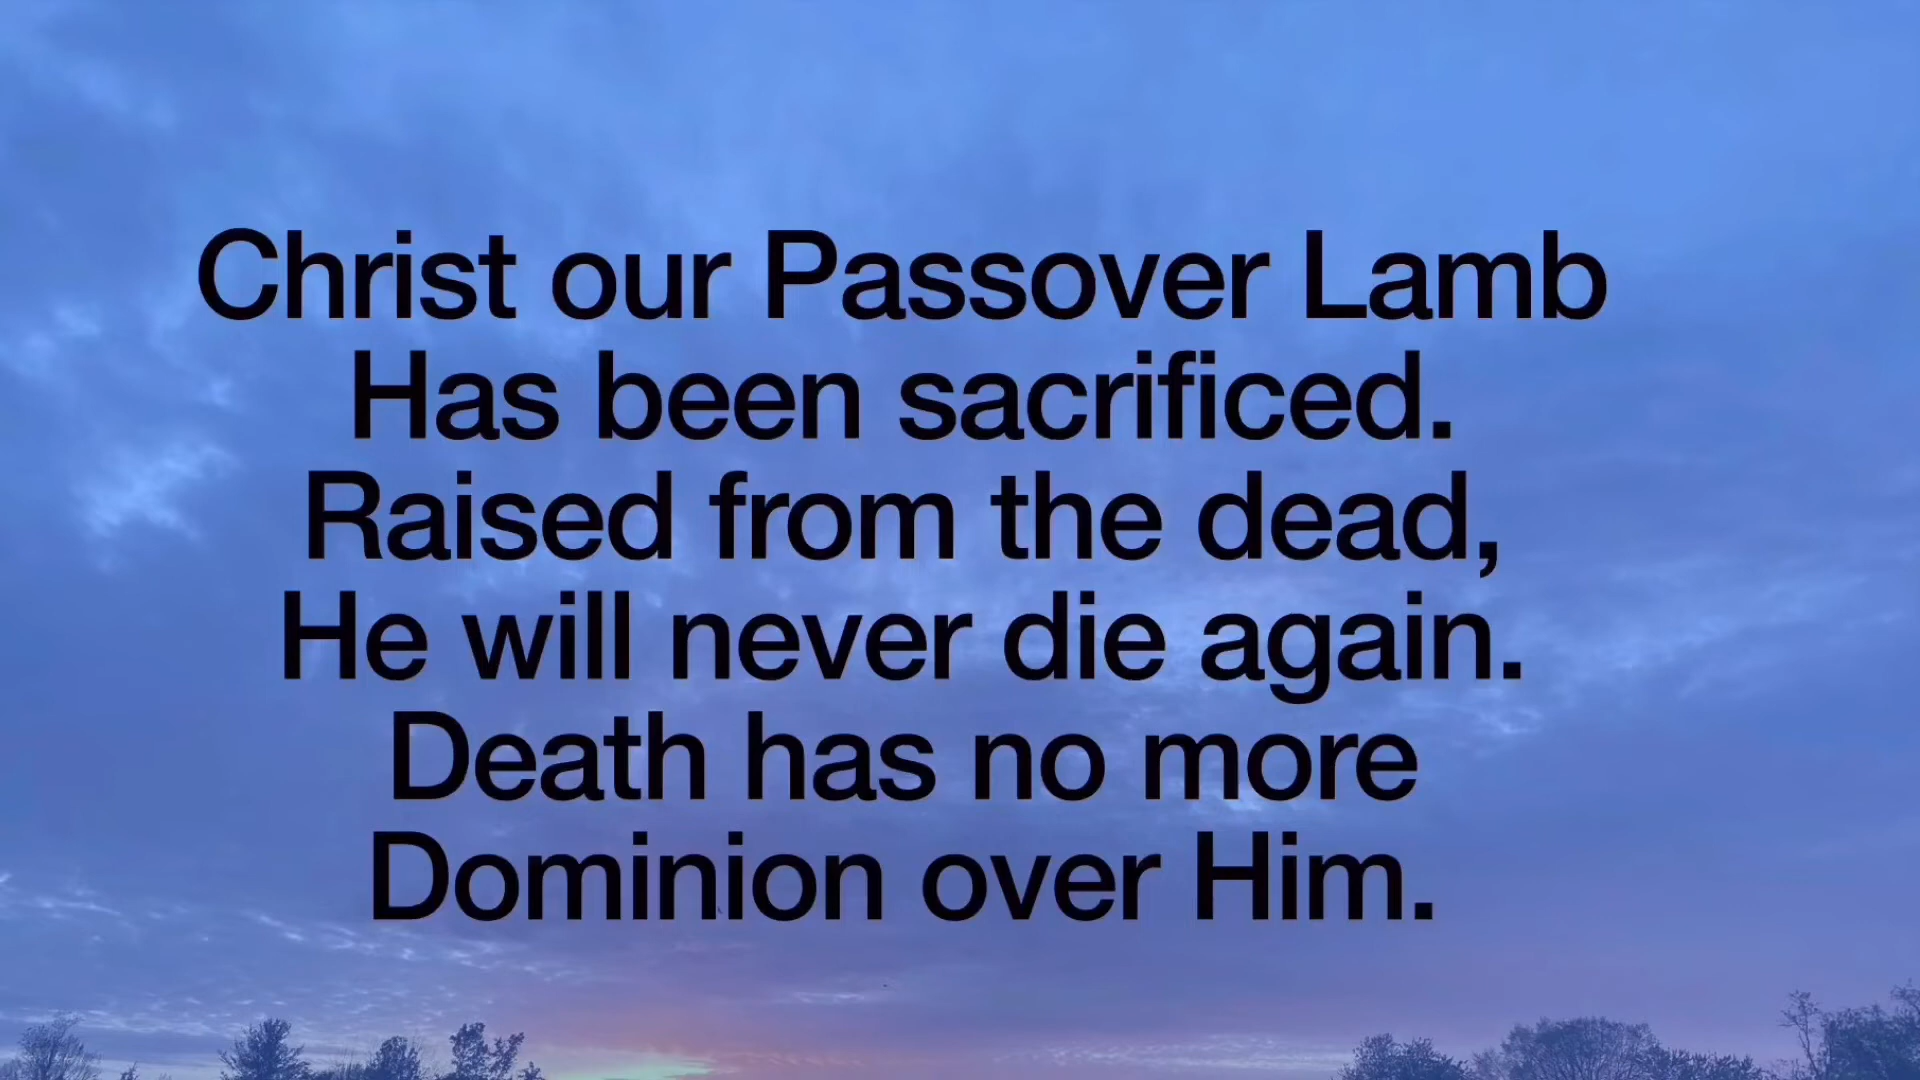 Christ our Passover Lamb
Has been sacrificed.
Raised from the dead,
He will never die again.
Death has no more
Dominion over Him.